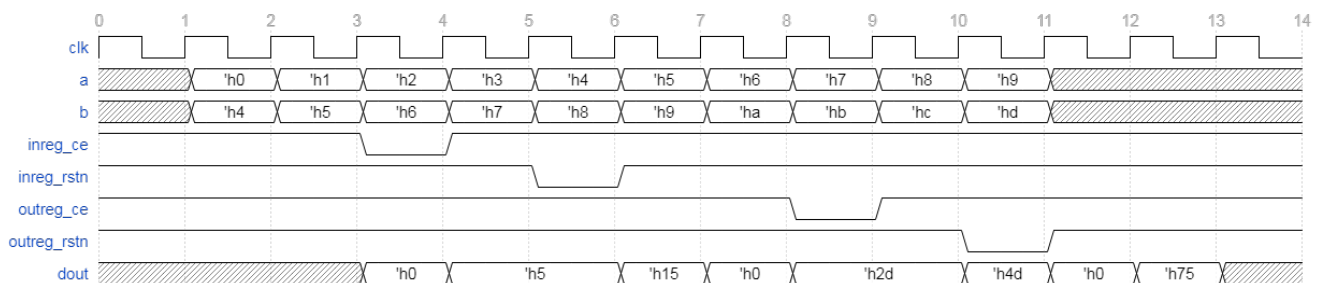 0 1 2 3 4 5 6 7 8 9 10 11 12 13 14
clk
a 'h0 'h1 'h2 'h3 'h4 'h5 'h6 'h7 'h8 'h9
b 'h4 'h5 'h6 'h7 'h8 'h9 'ha 'hb 'hc 'hd
inreg_ce
inreg_rstn
outreg_ce
outreg_rstn
dout 'h0 'h5 'h15 'h0 'h2d 'h4d 'h0 'h75